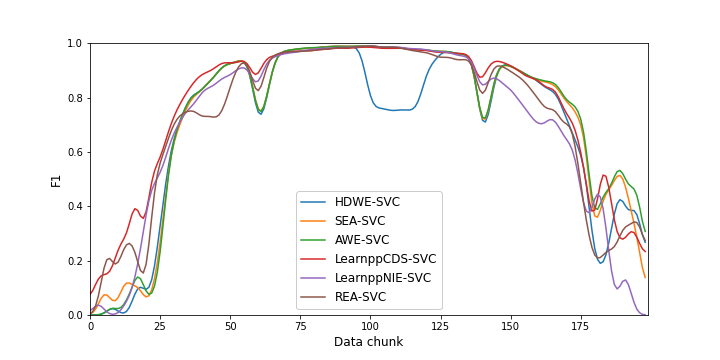 1.0
0.8
0.6
0.4
0.2
0.0
F1
0 25 50 75 100 125 150 175
Data chunk
HDWE-SVC
SEA-SVC
AWE-SVC
LearnppCDS-SVC
LearnppNIE-SVC
REA-SVC